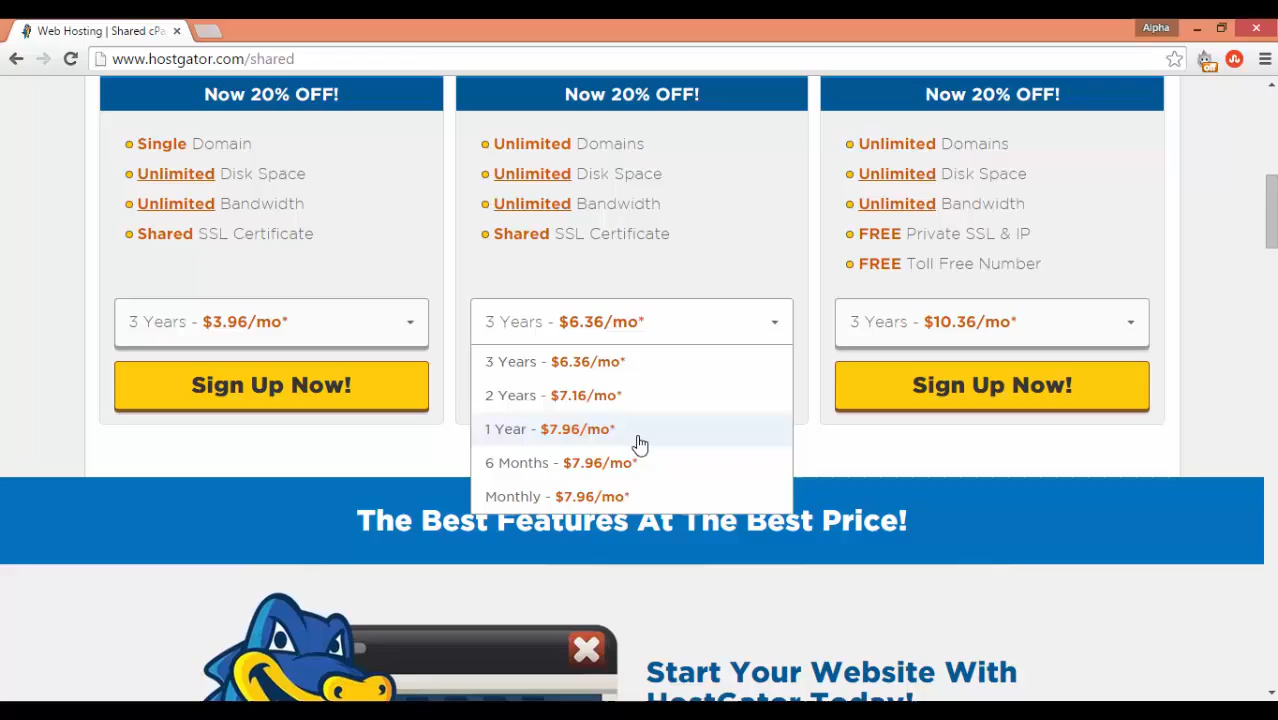 Web Hosting | Shared cPa
Alpha
www.hostgator.com/shared
off
Now 20% OFF!
Single Domain
Unlimited Disk Space
Unlimited Bandwidth
Shared SSL Certificate
3 Years - $3.96/mo*
Sign Up Now!
Now 20% OFF!
Unlimited Domains
Unlimited Disk Space
Unlimited Bandwidth
Shared SSL Certificate
3 Years - $6.36/mo*
3 Years - $6.36/mo*
2 Years - $7.16/mo*
1 Year - $7.96/mo*
6 Months - $7.96/mo*
Monthly - $7.96/mo*
Now 20% OFF!
Unlimited Domains
Unlimited Disk Space
Unlimited Bandwidth
FREE Private SSL & IP
FREE Toll Free Number
3 Years - $10.36/mo*
Sign Up Now!
The Best Features At The Best Price!
Start Your Website With
HostGator Today!